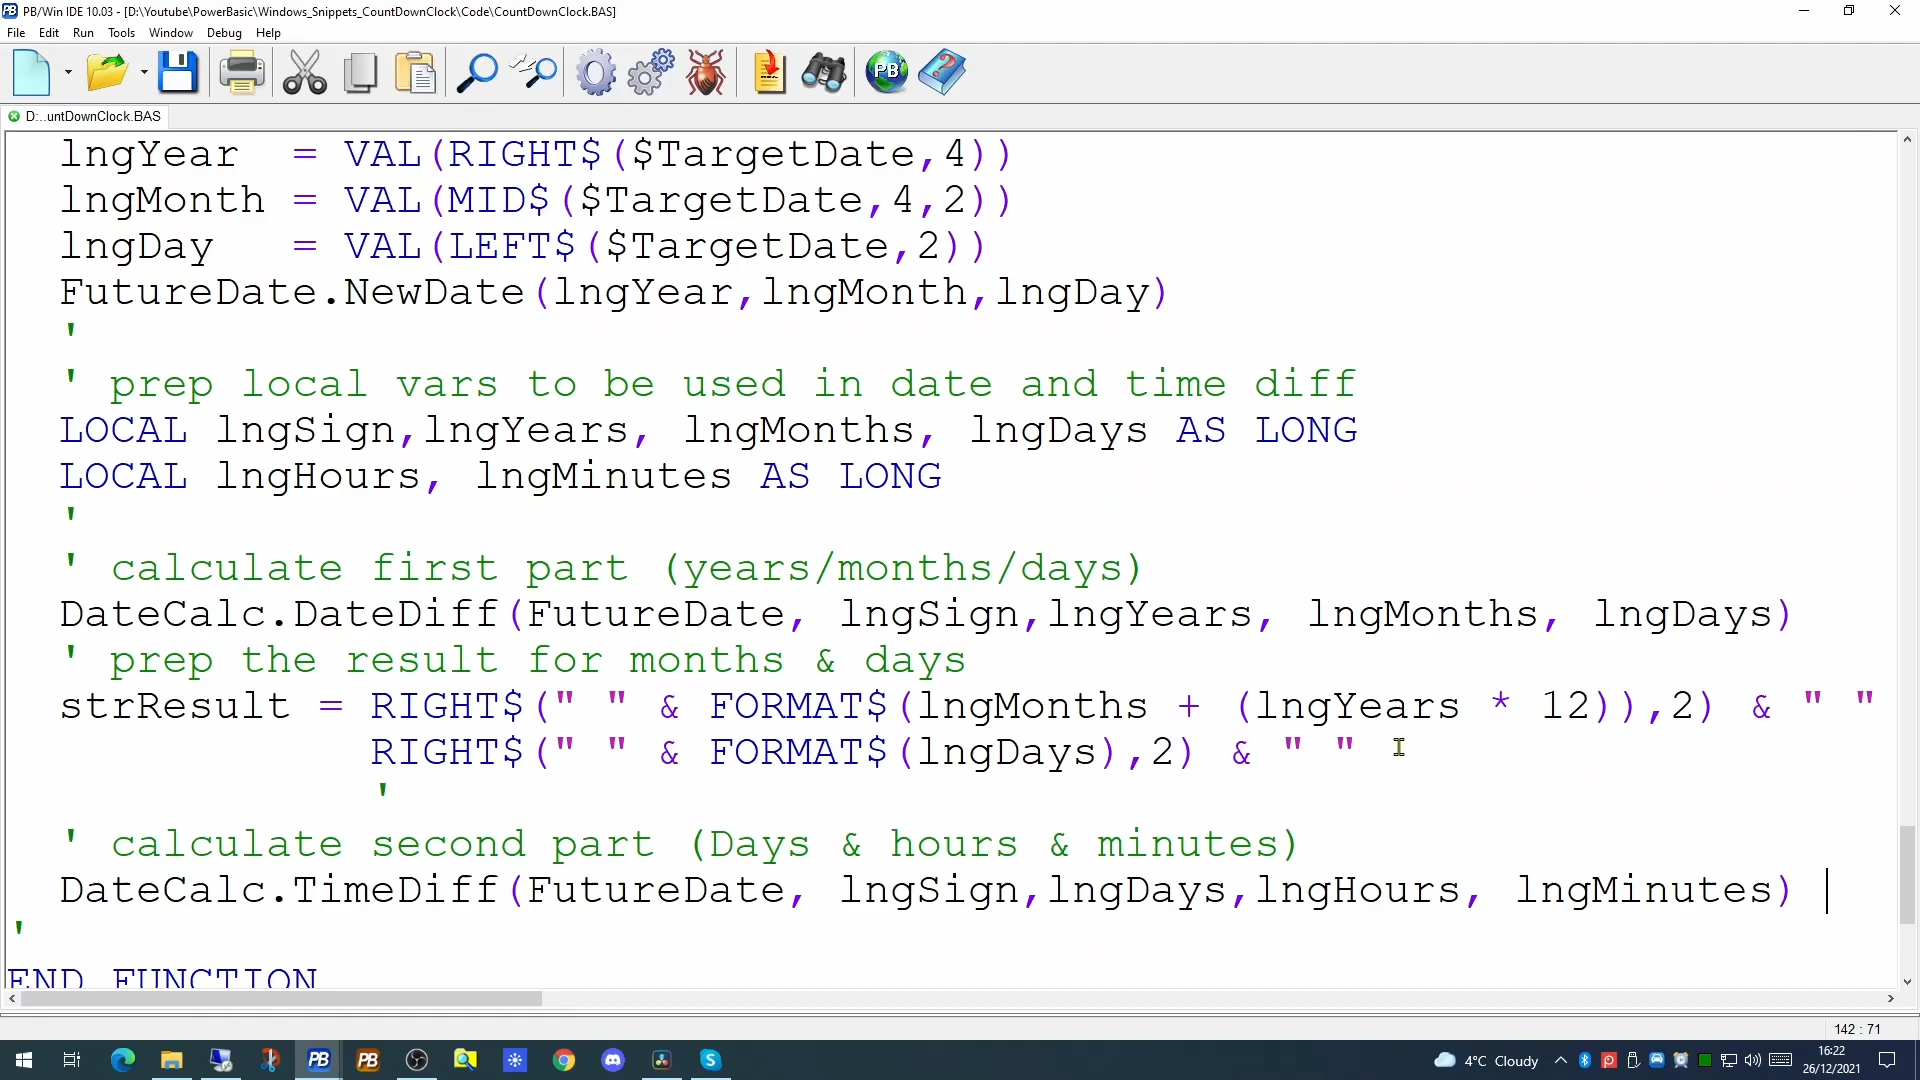 PB/Win IDE 10.03 - [D:\Youtube\PowerBasic\Windows_Snippets_CountDownClock\Code\CountDownClock.BAS]
File Edit Run Tools Window Debug Help
PB
D:..untDownClock.BAS
lngYear  = VAL(RIGHT$($TargetDate,4))
lngMonth = VAL(MID$($TargetDate,4,2))
lngDay   = VAL(LEFT$($TargetDate,2))
FutureDate.NewDate(lngYear,lngMonth,lngDay)
'
' prep local vars to be used in date and time diff
LOCAL lngSign,lngYears, lngMonths, lngDays AS LONG
LOCAL lngHours, lngMinutes AS LONG
'
' calculate first part (years/months/days)
DateCalc.DateDiff(FutureDate, lngSign,lngYears, lngMonths, lngDays)
' prep the result for months & days
strResult = RIGHT$(" " & FORMAT$(lngMonths + (lngYears * 12)),2) & " "
RIGHT$(" " & FORMAT$(lngDays),2) & " "
'
' calculate second part (Days & hours & minutes)
DateCalc.TimeDiff(FutureDate, lngSign,lngDays,lngHours, lngMinutes)
'
END FUNCTION
142 : 71
PB PB 4°C Cloudy 16:22
26/12/2021